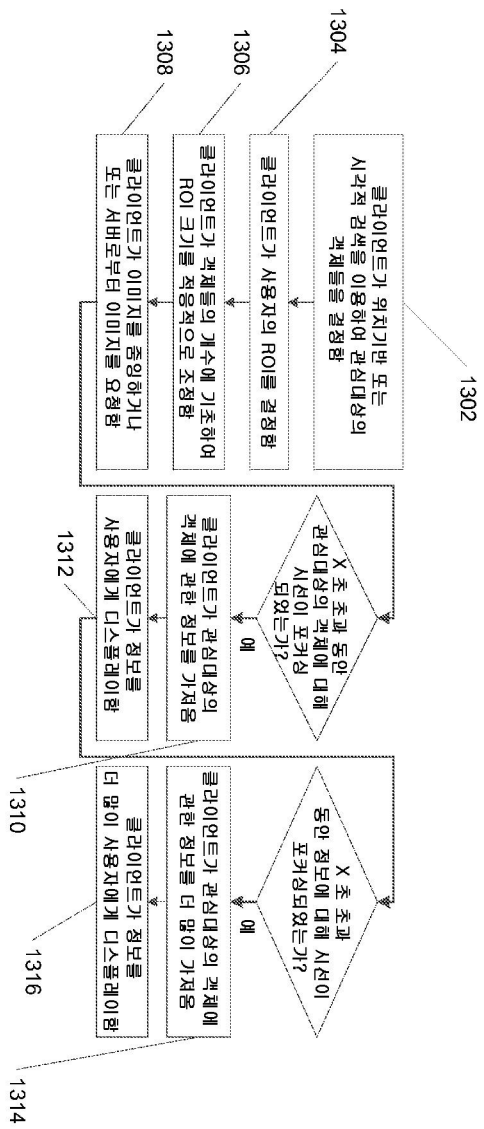 1302
클라이언트가 위치기반 또는
시각적 검색을 이용하여 관심대상의
객체들을 결정함
1304
클라이언트가 사용자의 ROI를 결정함
1306
클라이언트가 객체들의 개수에 기초하여
ROI 크기를 적응적으로 조정함
1308
클라이언트가 이미지를 줌잉하거나
또는 서버로부터 이미지를 요청함
X 초 초과 동안
관심대상의 객체에 대해
시선이 포커싱
되었는가?
예
클라이언트가 관심대상의
객체에 관한 정보를 가져옴
1310
클라이언트가 정보를
사용자에게 디스플레이함
1312
X 초 초과
동안 정보에 대해 시선이
포커싱되었는가?
예
클라이언트가 관심대상의 객체에
관한 정보를 더 많이 가져옴
1314
클라이언트가 정보를
더 많이 사용자에게 디스플레이함
1316